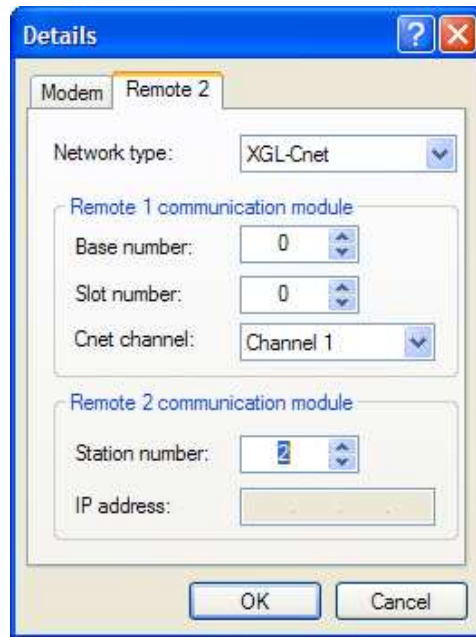 Details
Modem Remote 2
Network type: XGL-Cnet
Remote 1 communication module
Base number: 0
Slot number: 0
Cnet channel: Channel 1
Remote 2 communication module
Station number: 2
IP address: . . .
OK Cancel